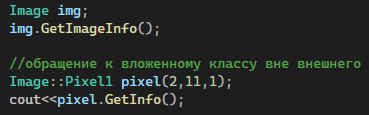 Image img;
img.GetImageInfo();
//обращение к вложенному классу вне внешнего
Image::Pixel1 pixel(2,11,1);
cout<<pixel.GetInfo();